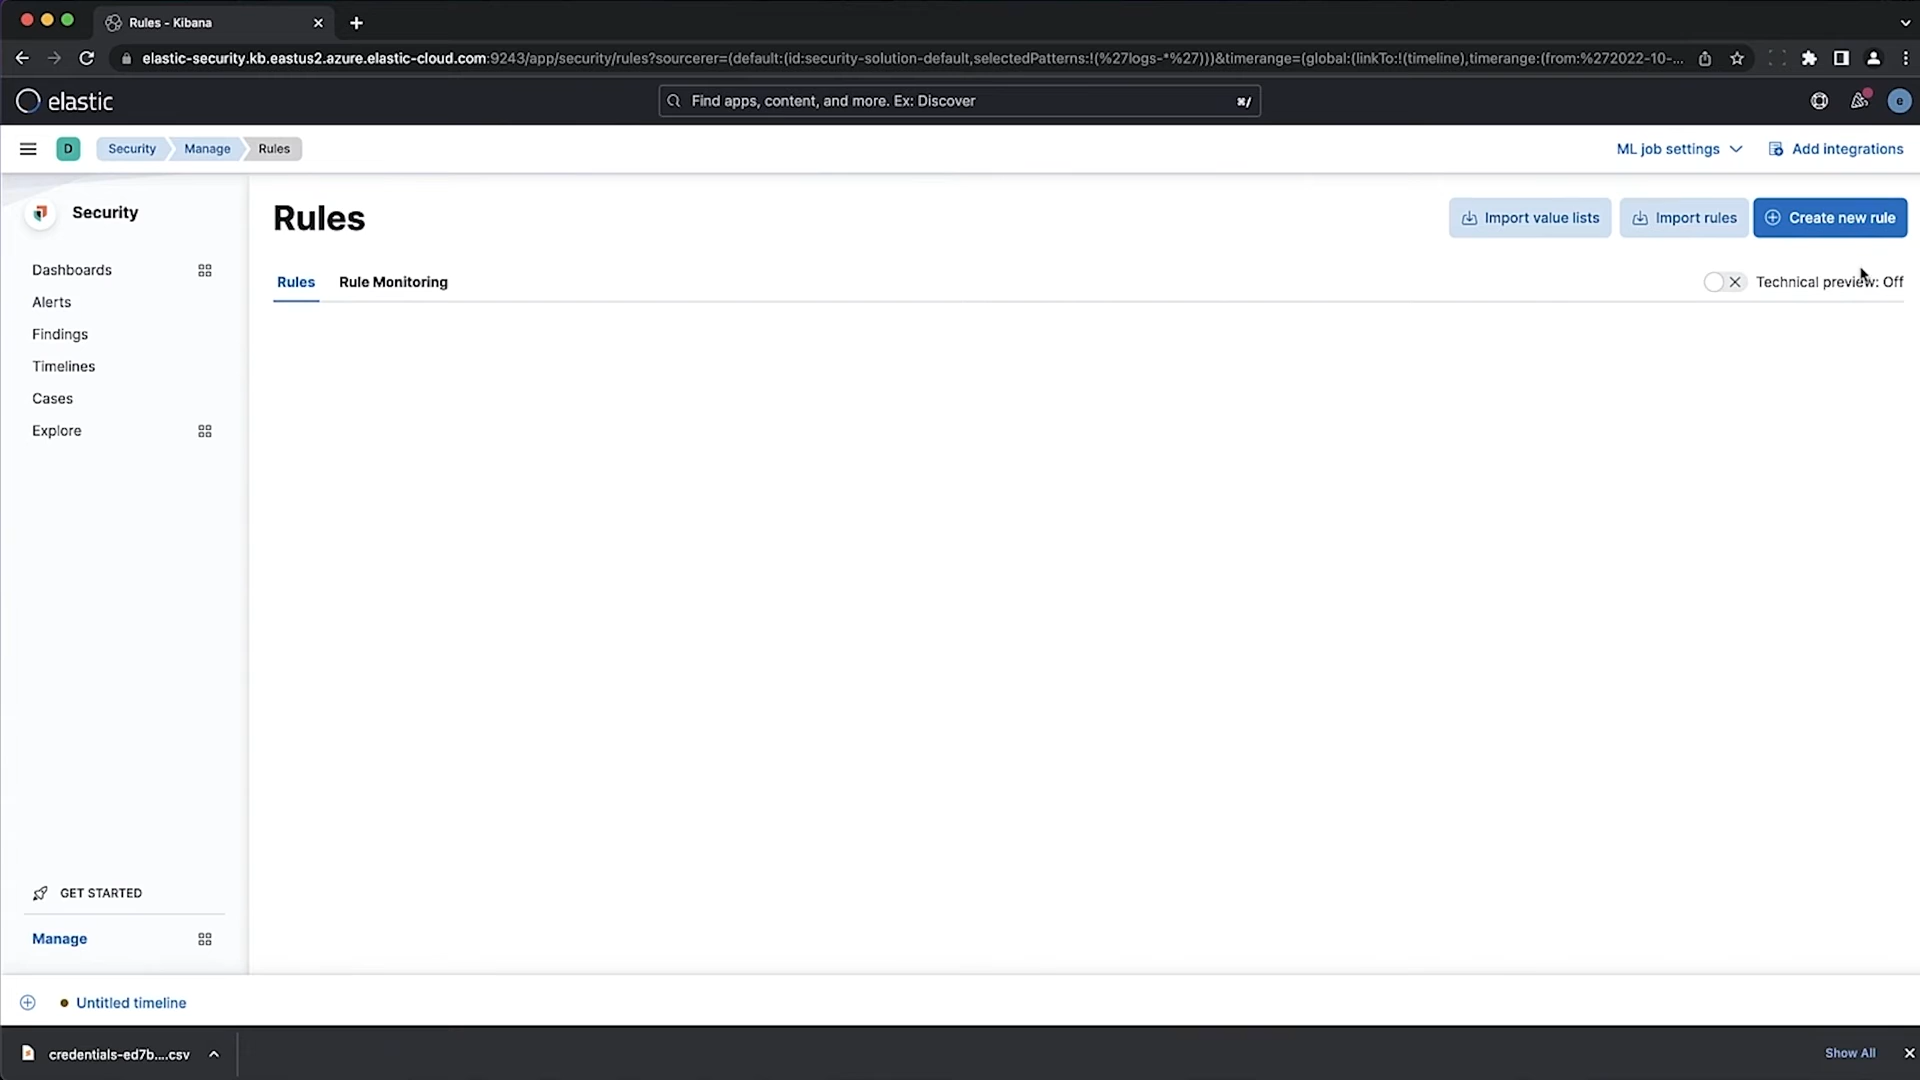 Rules - Kibana
elastic-security.kb.eastus2.azure.elastic-cloud.com:9243/app/security/rules?sourcerer=(default:(id:security-solution-default,selectedPatterns:!(%27logs-*%27)))&timerange=(global:(linkTo:!(timeline),timerange:(from:%272022-10-...
elastic
Find apps, content, and more. Ex: Discover
⌘/
e
D
Security
Manage
Rules
ML job settings
Add integrations
Security
Rules
Import value lists
Import rules
Create new rule
Dashboards
Rules
Rule Monitoring
Technical preview: Off
Alerts
Findings
Timelines
Cases
Explore
GET STARTED
Manage
Untitled timeline
credentials-ed7b....csv
Show All